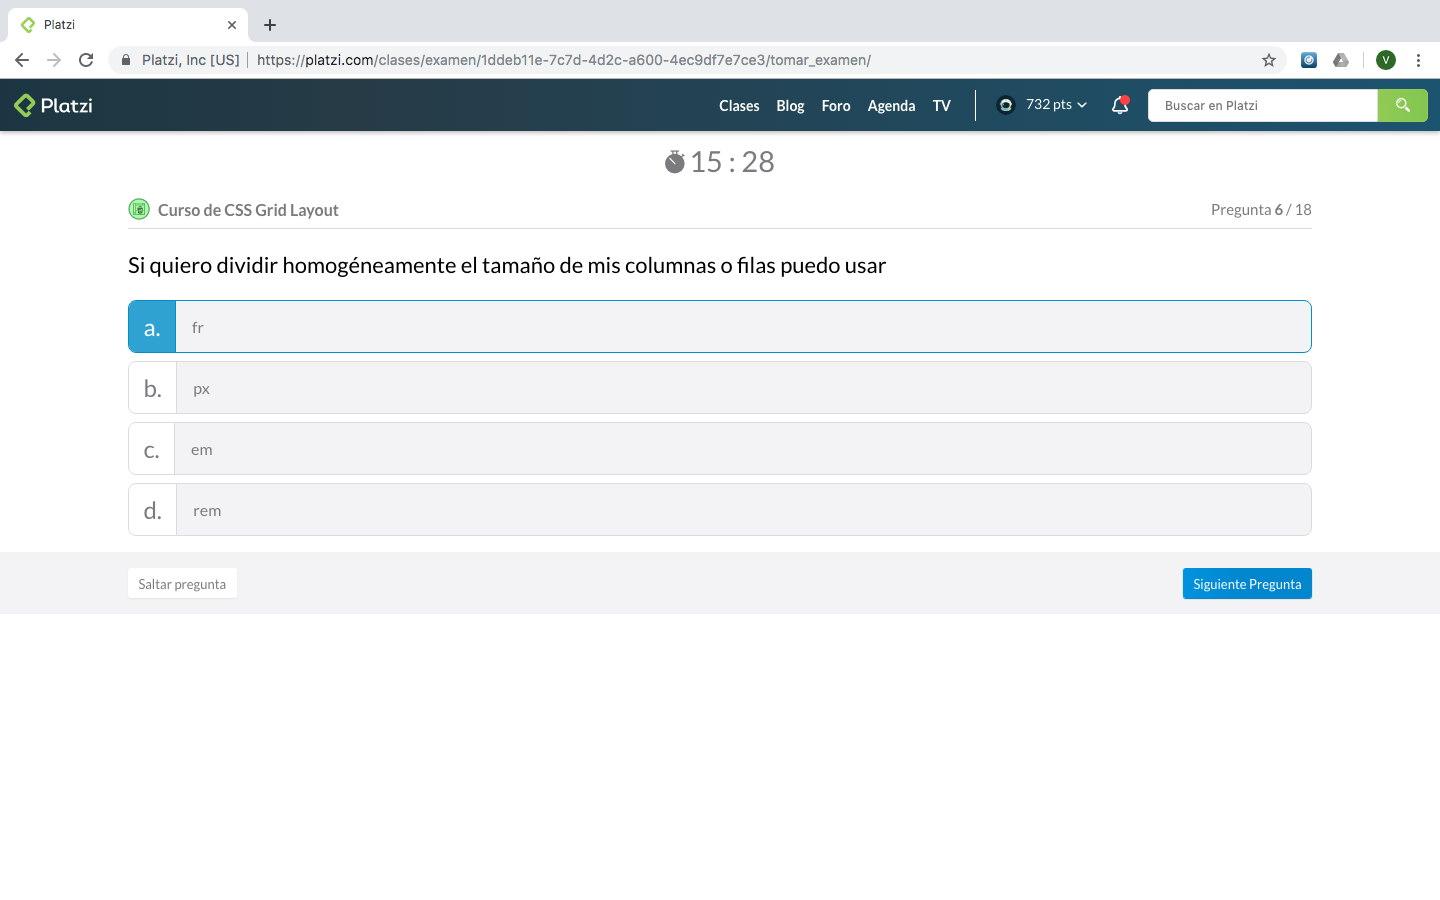 Platzi
Platzi, Inc [US]
https://platzi.com/clases/examen/1ddeb11e-7c7d-4d2c-a600-4ec9df7e7ce3/tomar_examen/
V
Platzi
Clases
Blog
Foro
Agenda
TV
732 pts
Buscar en Platzi
15 : 28
Curso de CSS Grid Layout
Pregunta 6 / 18
Si quiero dividir homogéneamente el tamaño de mis columnas o filas puedo usar
a. fr
b. px
c. em
d. rem
Saltar pregunta
Siguiente Pregunta